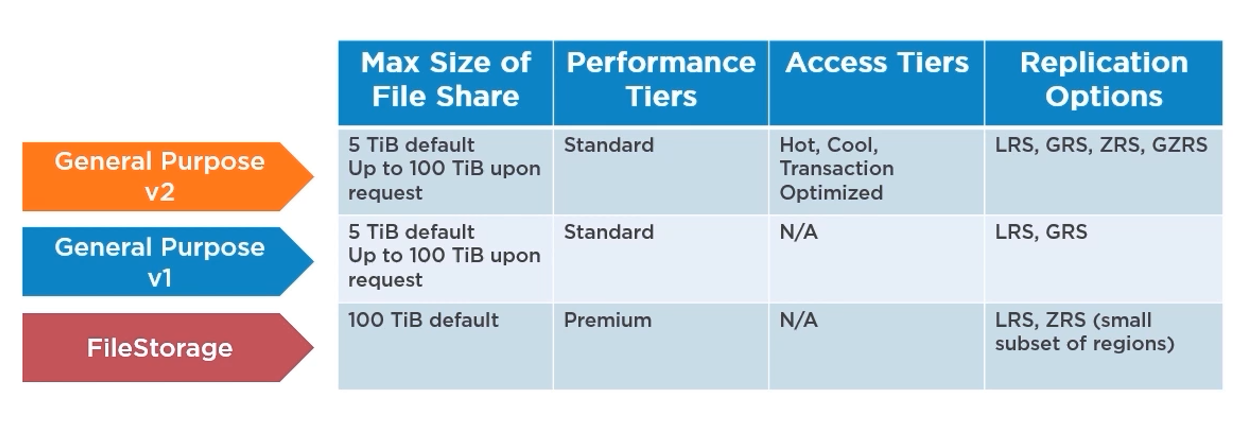 Max Size of
File Share
Performance
Tiers
Access Tiers
Replication
Options
General Purpose
v2
5 TiB default
Up to 100 TiB upon
request
Standard
Hot, Cool,
Transaction
Optimized
LRS, GRS, ZRS, GZRS
General Purpose
v1
5 TiB default
Up to 100 TiB upon
request
Standard
N/A
LRS, GRS
FileStorage
100 TiB default
Premium
N/A
LRS, ZRS (small
subset of regions)